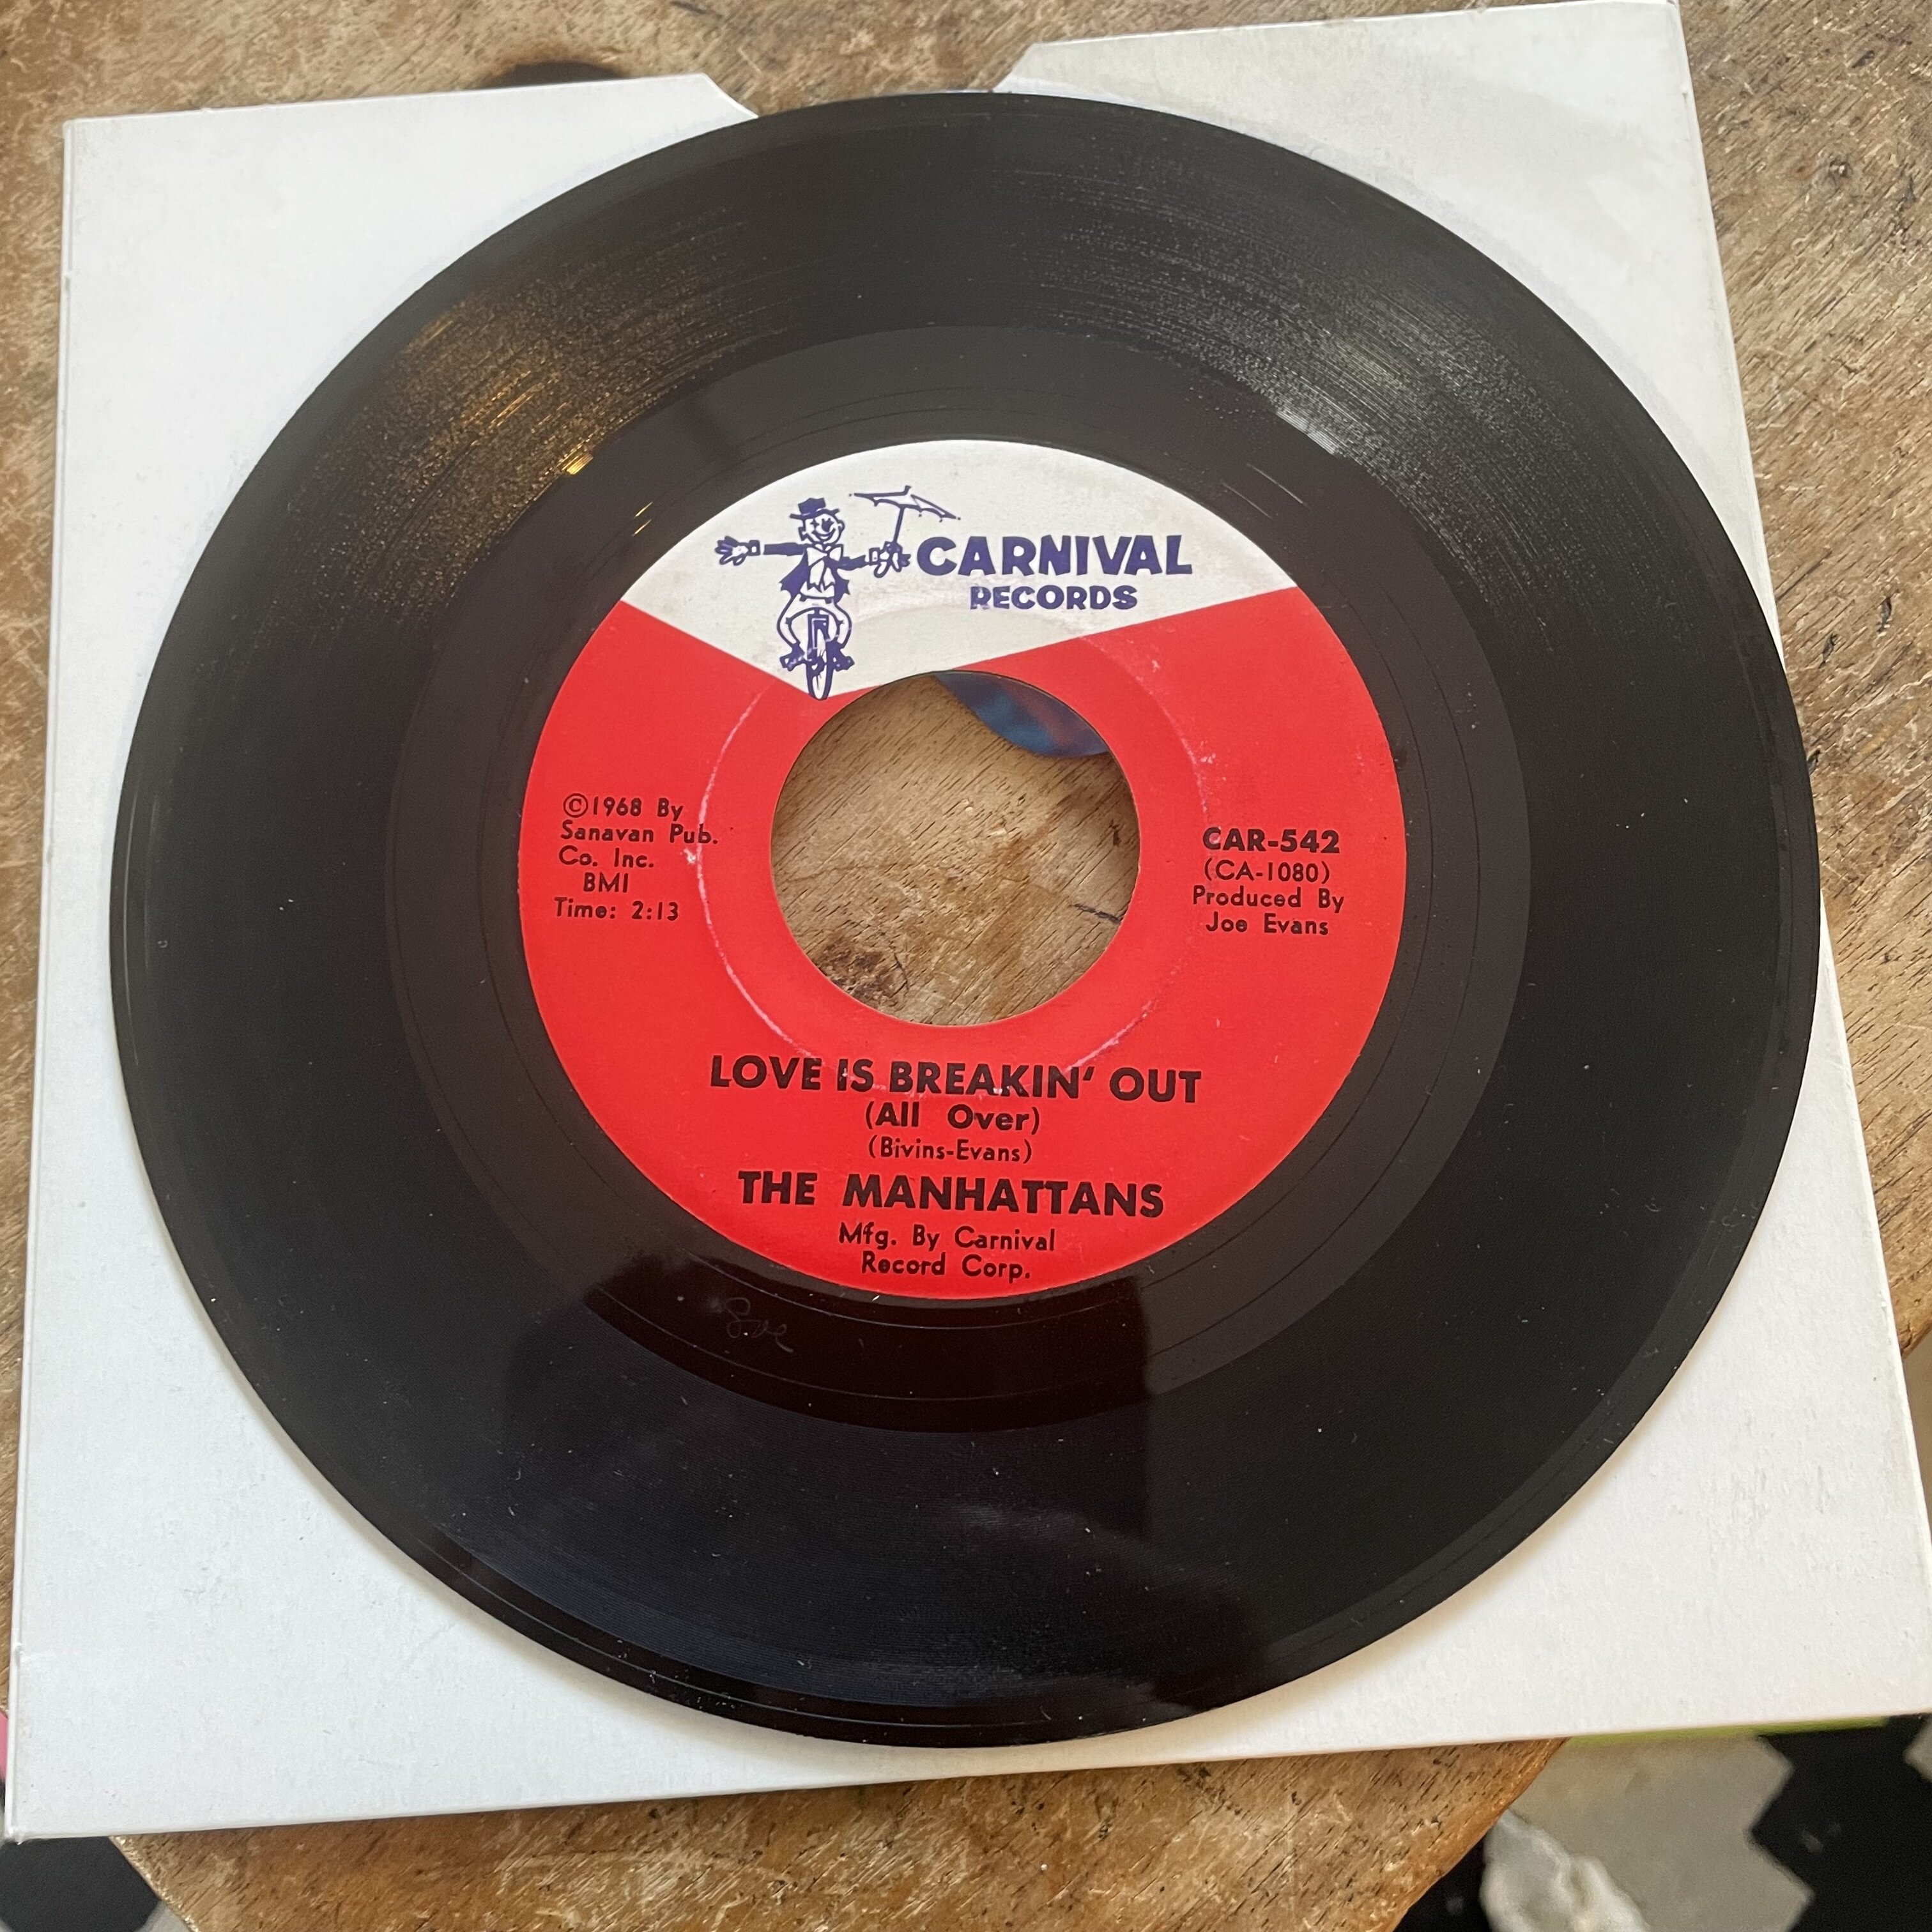 CARNIVAL
RECORDS
©1968 By
Sanavan Pub.
Co. Inc.
BMI
Time: 2:13
CAR-542
(CA-1080)
Produced By
Joe Evans
LOVE IS BREAKIN' OUT
(All Over)
(Bivins-Evans)
THE MANHATTANS
Mfg. By Carnival
Record Corp.